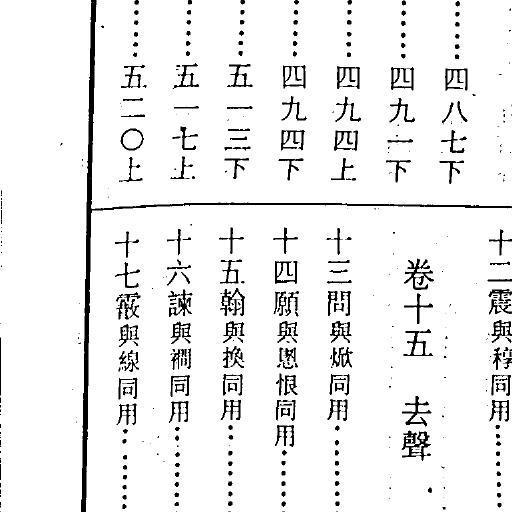 四八七下
四九一下
四九四上
四九四下
五一三下
五一七上
五二〇上
十二震與稕同用
卷十五 去聲
十三問與焮同用
十四願與慁恨同用
十五翰與換同用
十六諫與襇同用
十七霰與線同用